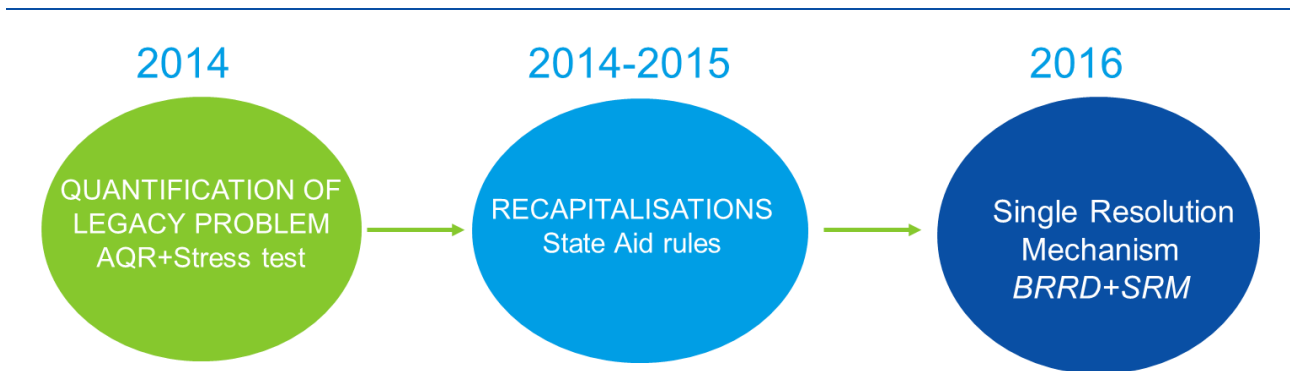 2014
QUANTIFICATION OF
LEGACY PROBLEM
AQR+Stress test
2014-2015
RECAPITALISATIONS
State Aid rules
2016
Single Resolution
Mechanism
BRRD+SRM